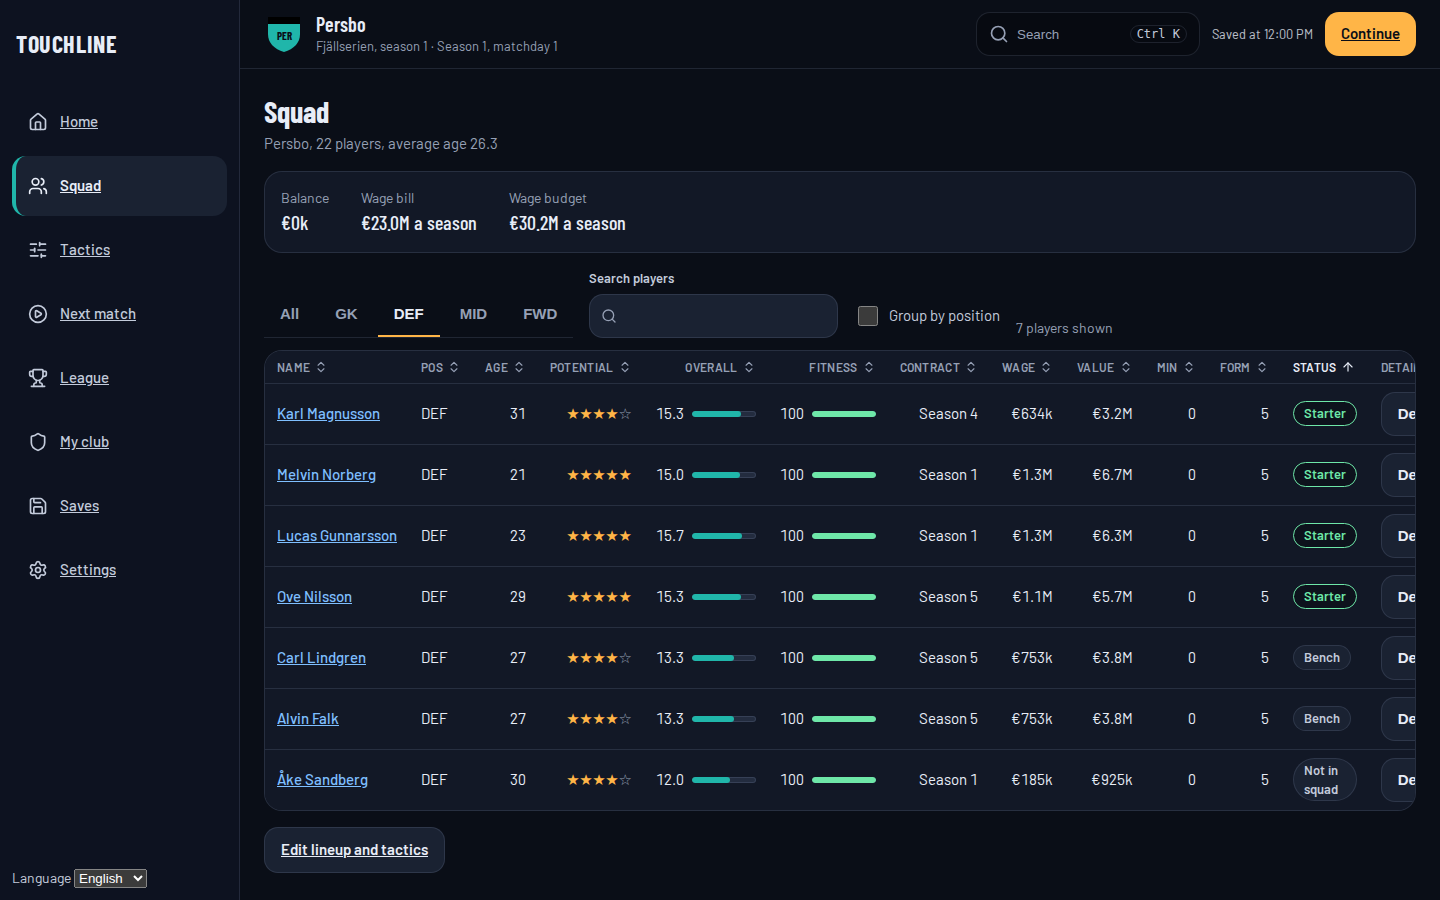 TOUCHLINE
Home
Squad
Tactics
Next match
League
My club
Saves
Settings
Language English
PER
Persbo
Fjällserien, season 1 · Season 1, matchday 1
Search Ctrl K
Saved at 12:00 PM
Continue
Squad
Persbo, 22 players, average age 26.3
Balance Wage bill Wage budget
€0k €23.0M a season €30.2M a season
Search players
All GK DEF MID FWD
Group by position
7 players shown
NAME POS AGE POTENTIAL OVERALL FITNESS CONTRACT WAGE VALUE MIN FORM STATUS DETAI
Karl Magnusson DEF 31 ★★★★☆ 15.3 100 Season 4 €634k €3.2M 0 5 Starter De
Melvin Norberg DEF 21 ★★★★★ 15.0 100 Season 1 €1.3M €6.7M 0 5 Starter De
Lucas Gunnarsson DEF 23 ★★★★★ 15.7 100 Season 1 €1.3M €6.3M 0 5 Starter De
Ove Nilsson DEF 29 ★★★★★ 15.3 100 Season 5 €1.1M €5.7M 0 5 Starter De
Carl Lindgren DEF 27 ★★★★☆ 13.3 100 Season 5 €753k €3.8M 0 5 Bench De
Alvin Falk DEF 27 ★★★★☆ 13.3 100 Season 5 €753k €3.8M 0 5 Bench De
Åke Sandberg DEF 30 ★★★★☆ 12.0 100 Season 1 €185k €925k 0 5 Not in squad De
Edit lineup and tactics